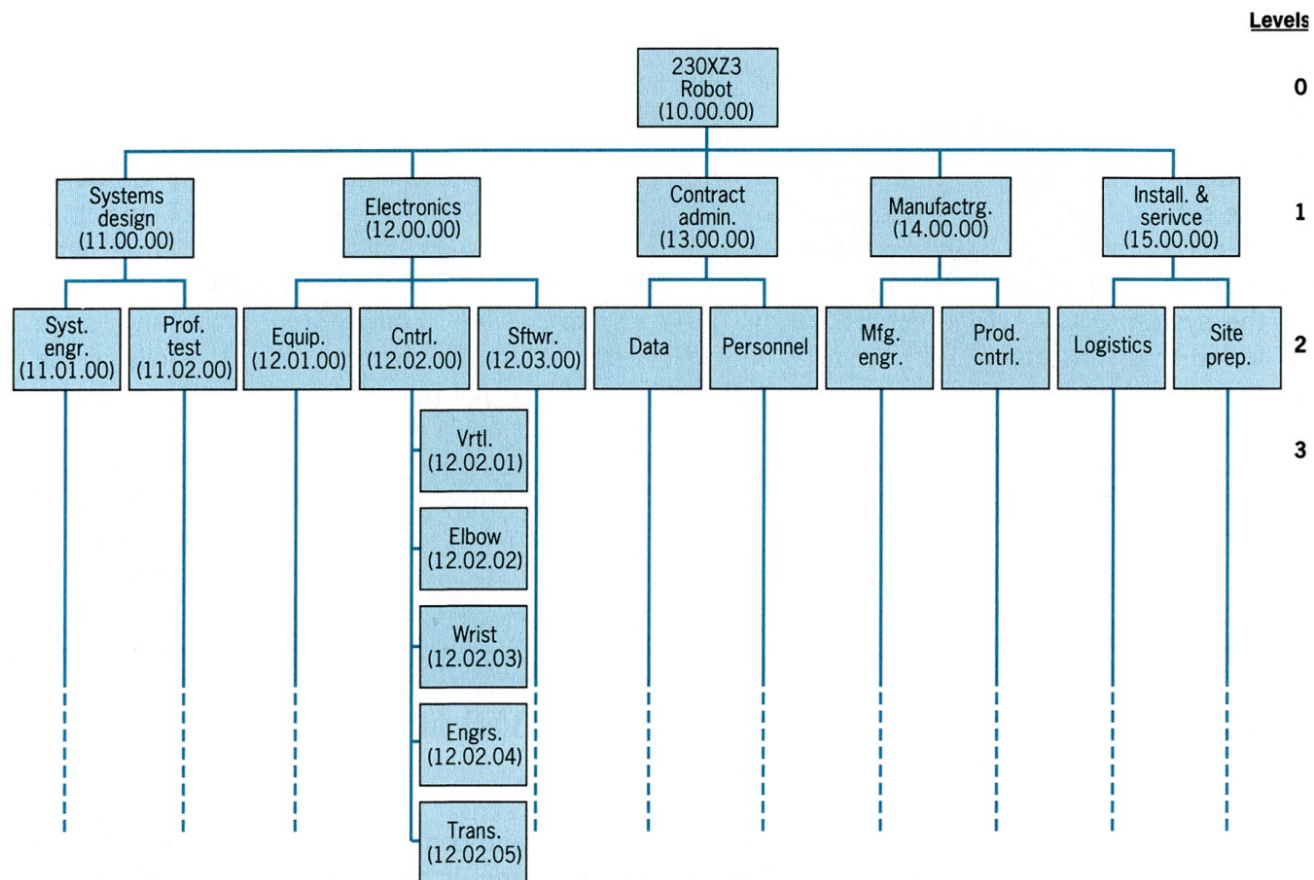 Levels
230XZ3
Robot
(10.00.00)
0
Systems
design
(11.00.00)
Electronics
(12.00.00)
Contract
admin.
(13.00.00)
Manufactrg.
(14.00.00)
Install. &
serivce
(15.00.00)
1
Syst.
engr.
(11.01.00)
Prof.
test
(11.02.00)
Equip.
(12.01.00)
Cntrl.
(12.02.00)
Sftwr.
(12.03.00)
Data
Personnel
Mfg.
engr.
Prod.
cntrl.
Logistics
Site
prep.
2
Vrtl.
(12.02.01)
3
Elbow
(12.02.02)
Wrist
(12.02.03)
Engrs.
(12.02.04)
Trans.
(12.02.05)